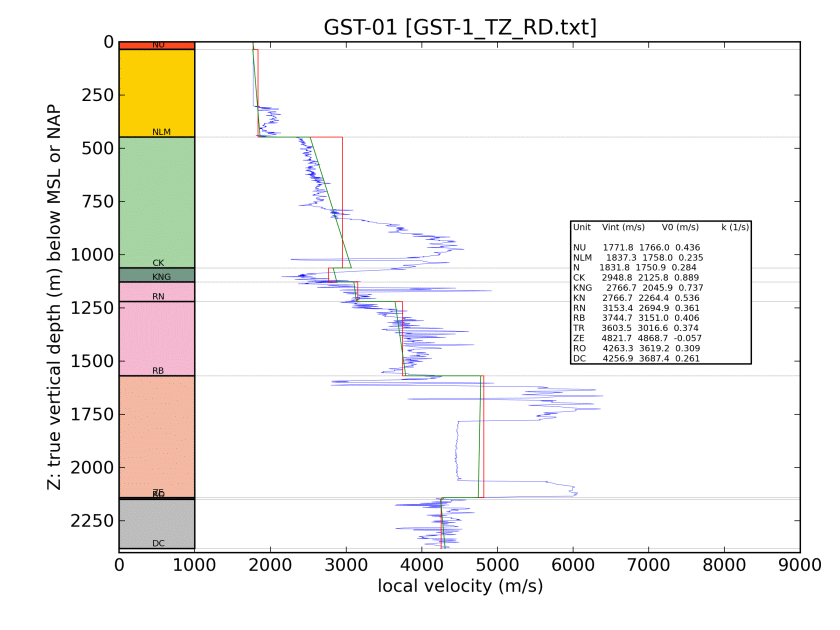 GST-01 [GST-1_TZ_RD.txt]
Z: true vertical depth (m) below MSL or NAP
0
250
500
750
1000
1250
1500
1750
2000
2250
NU
NLM
CK
KNG
RN
RB
ZE
DC
Unit Vint (m/s) V0 (m/s) k (1/s)
NU 1771.8 1766.0 0.436
NLM 1837.3 1758.0 0.235
N 1831.8 1750.9 0.284
CK 2948.8 2125.8 0.889
KNG 2766.7 2045.9 0.737
KN 2766.7 2264.4 0.536
RN 3153.4 2694.9 0.361
RB 3744.7 3151.0 0.406
TR 3603.5 3016.6 0.374
ZE 4821.7 4868.7 -0.057
RO 4263.3 3619.2 0.309
DC 4256.9 3687.4 0.261
0 1000 2000 3000 4000 5000 6000 7000 8000 9000
local velocity (m/s)